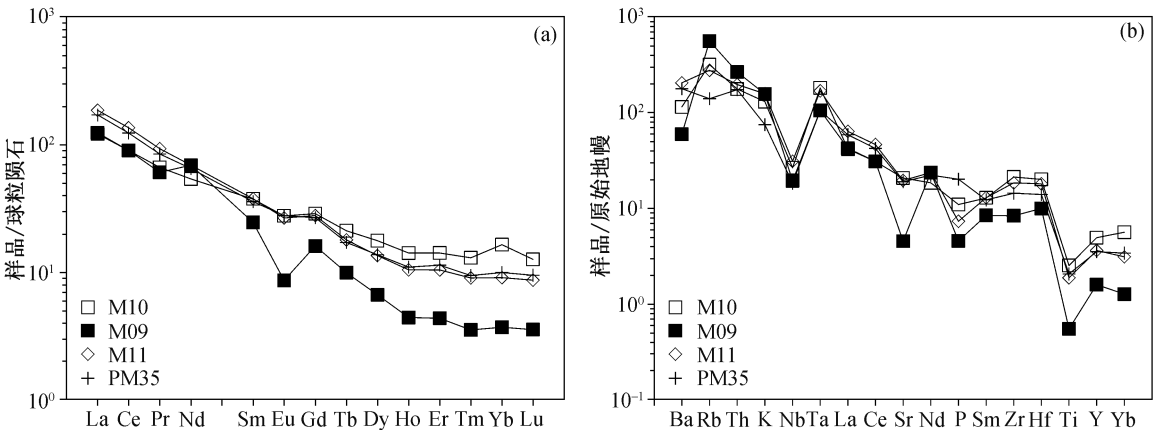 (a)
10³
10²
10¹
10⁰
样品/球粒陨石
M10
M09
M11
PM35
La Ce Pr Nd Sm Eu Gd Tb Dy Ho Er Tm Yb Lu
(b)
10³
10²
10¹
10⁰
10⁻¹
样品/原始地幔
M10
M09
M11
PM35
Ba Rb Th K Nb Ta La Ce Sr Nd P Sm Zr Hf Ti Y Yb